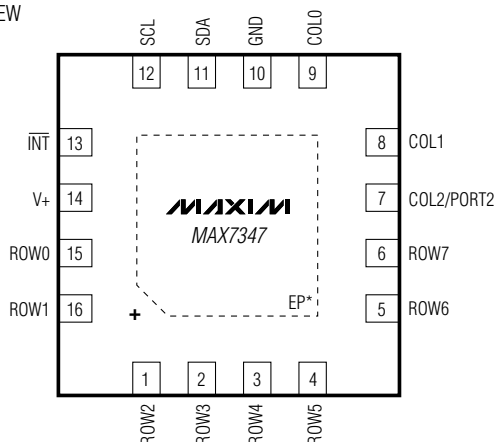 EW
SCL SDA GND COL0
12 11 10 9
INT 13 8 COL1
V+ 14 7 COL2/PORT2
MAXIM
MAX7347
ROW0 15 6 ROW7
EP*
ROW1 16 + 5 ROW6
1 2 3 4
ROW2 ROW3 ROW4 ROW5